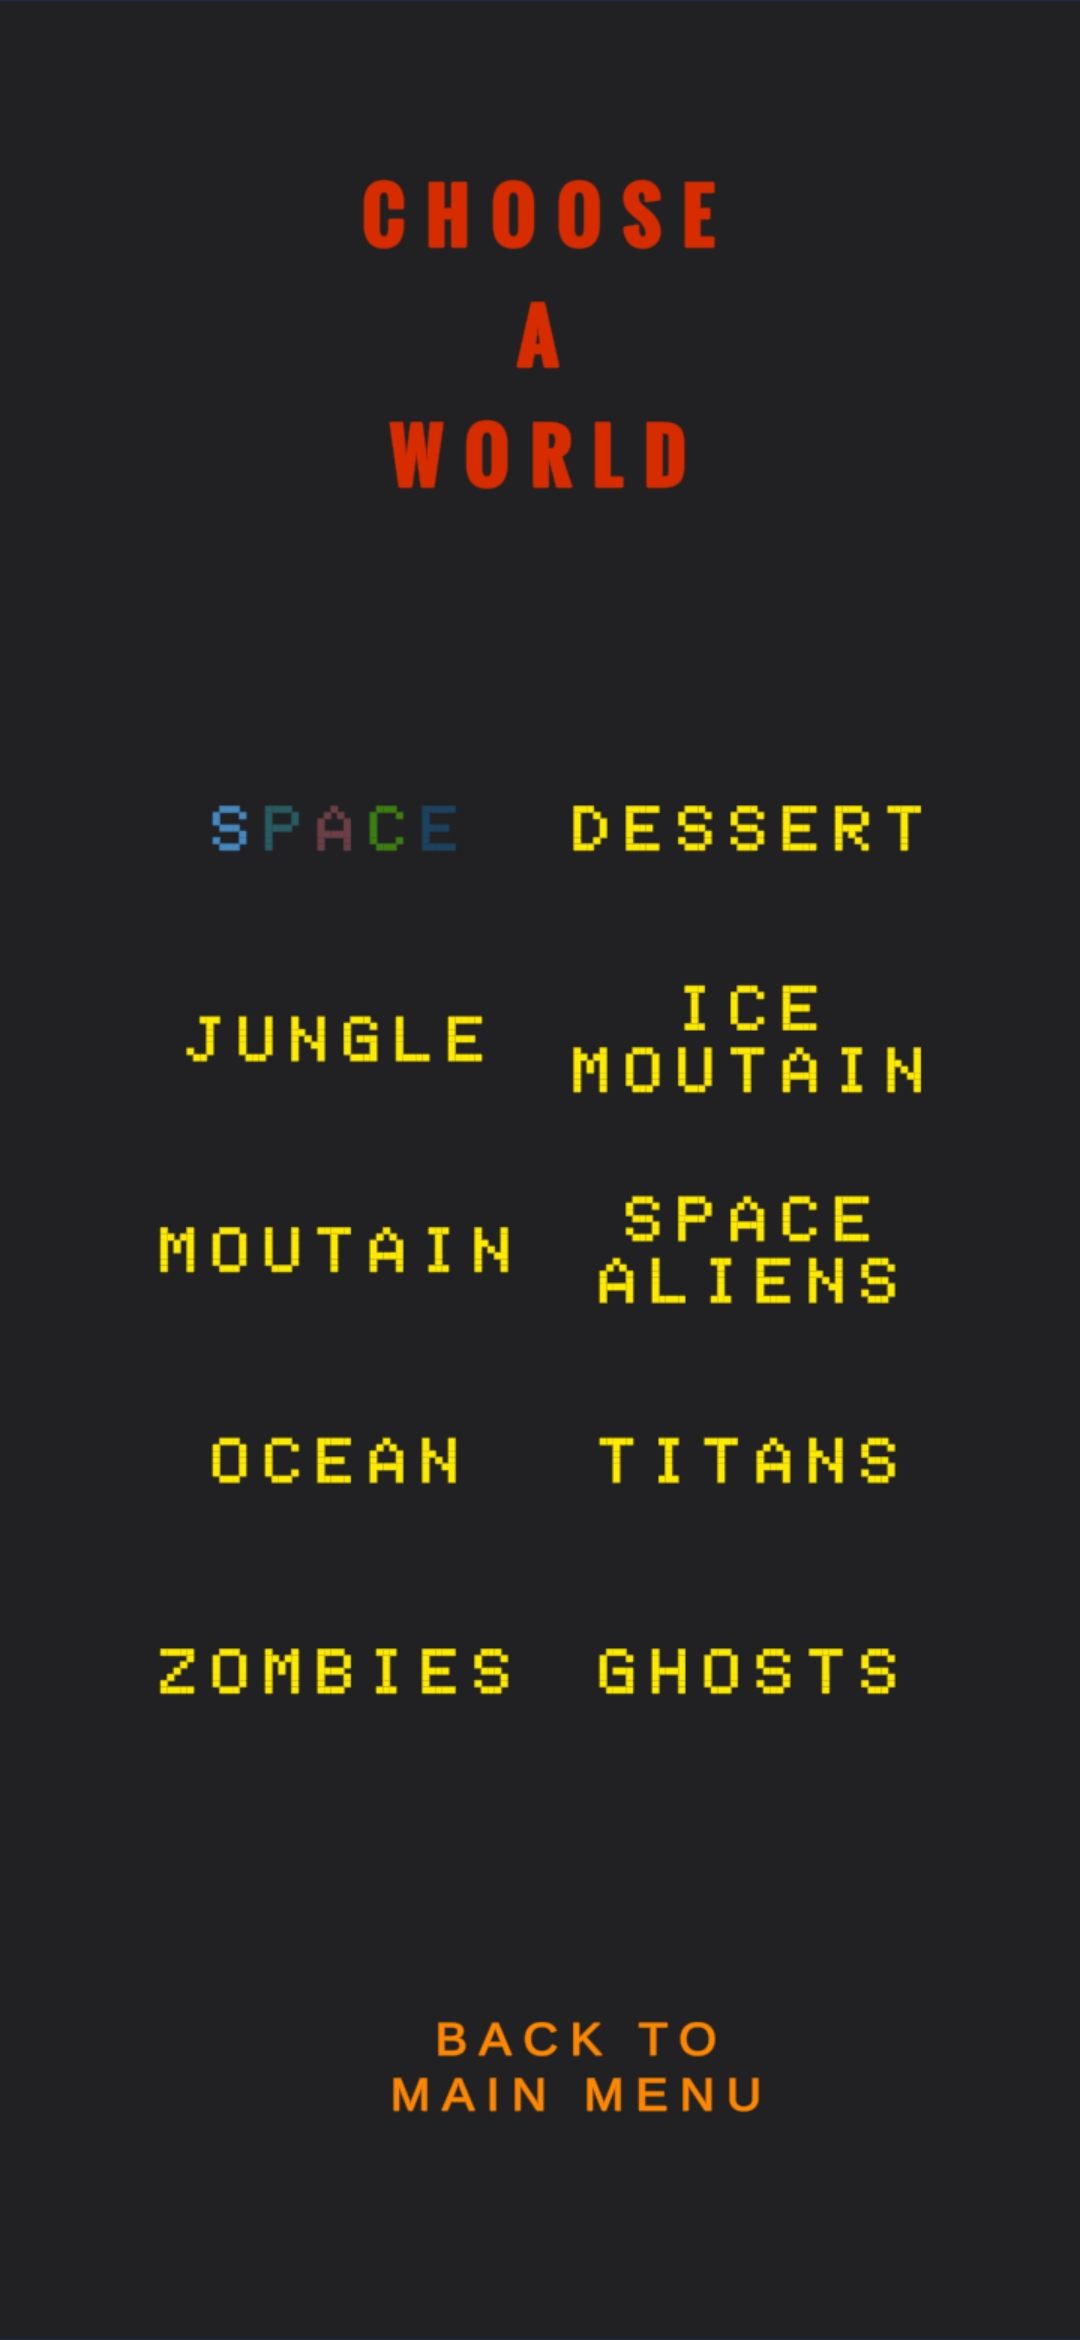 CHOOSE
A
WORLD
SPACE
DESSERT
JUNGLE
ICE
MOUTAIN
MOUTAIN
SPACE
ALIENS
OCEAN
TITANS
ZOMBIES
GHOSTS
BACK TO
MAIN MENU